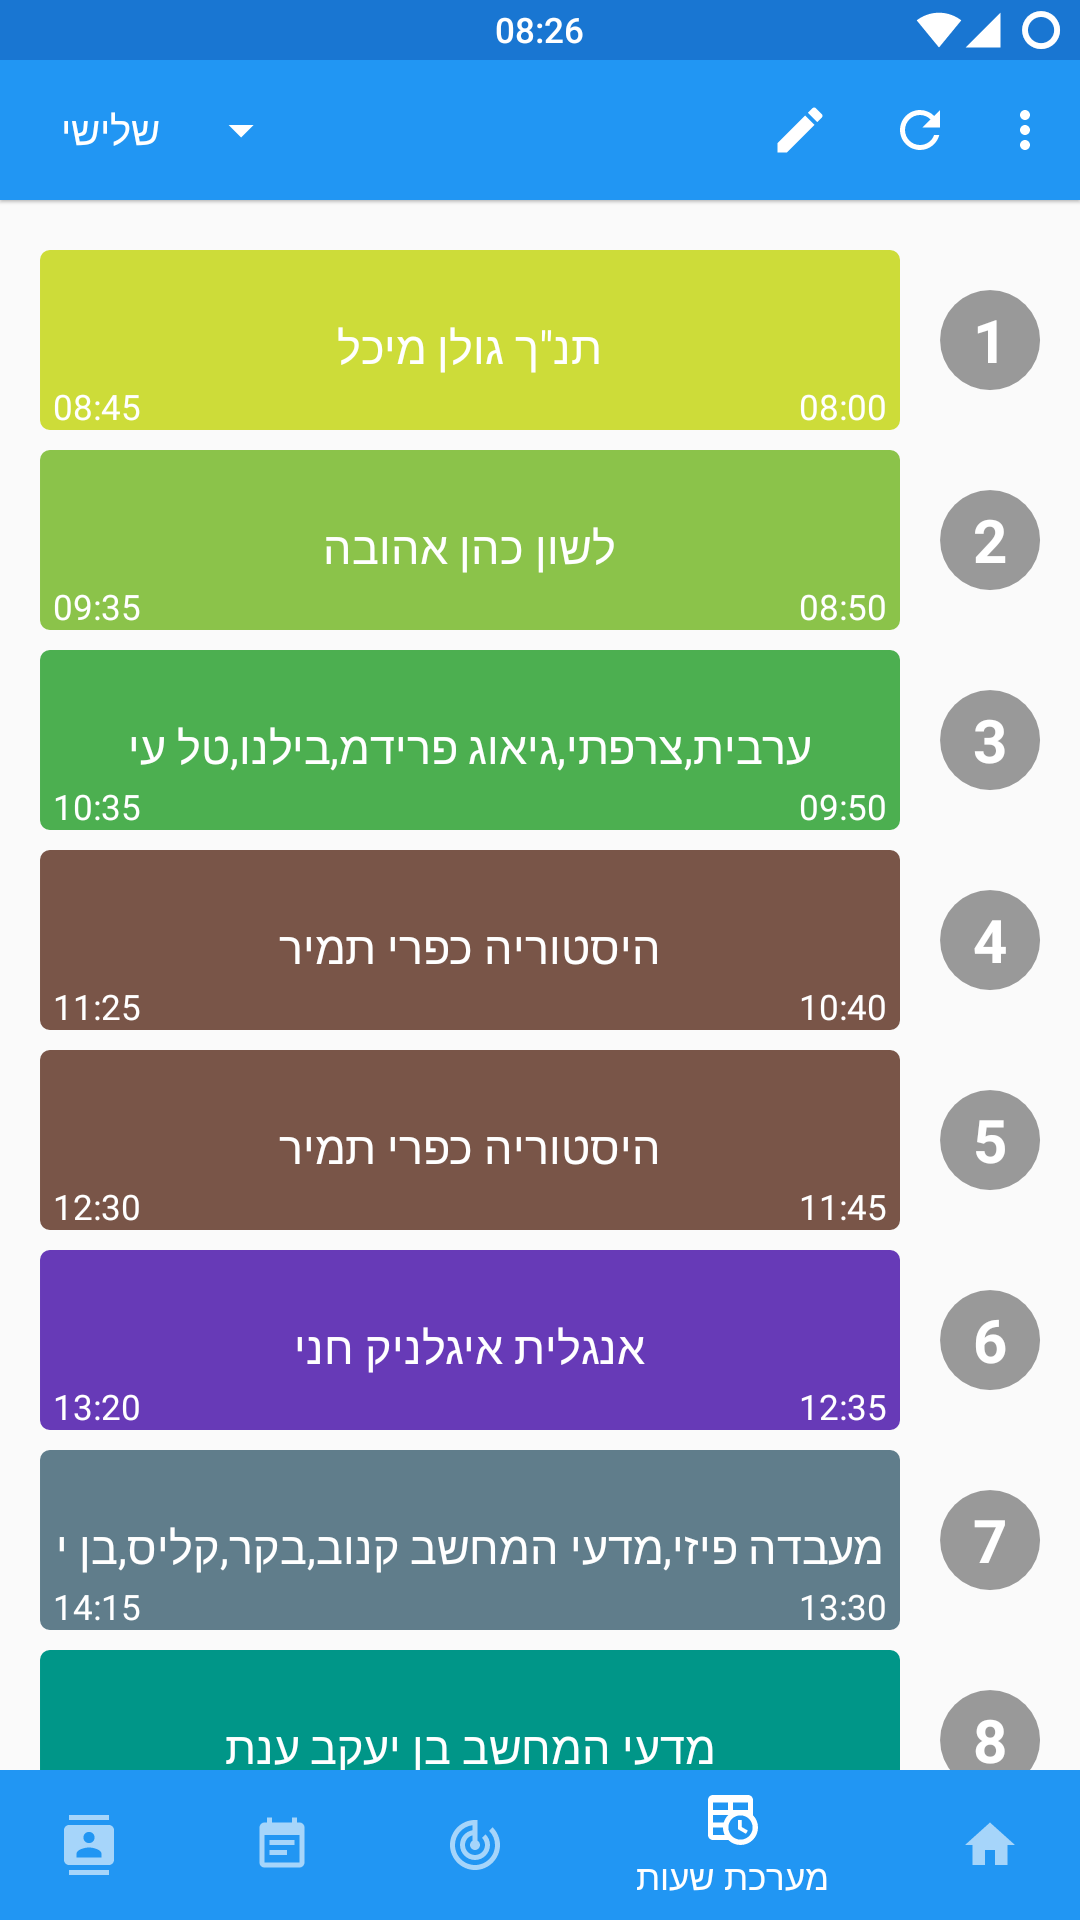 08:26
שלישי
תנ"ך גולן מיכל
08:00
08:45
1
לשון כהן אהובה
08:50
09:35
2
ערבית,צרפתי,גיאוג פרידמ,בילנו,טל עי
09:50
10:35
3
היסטוריה כפרי תמיר
10:40
11:25
4
היסטוריה כפרי תמיר
11:45
12:30
5
אנגלית איגלניק חני
12:35
13:20
6
מעבדה פיזי,מדעי המחשב קנוב,בקר,קליס,בן י
13:30
14:15
7
מדעי המחשב בן יעקב ענת
8
מערכת שעות